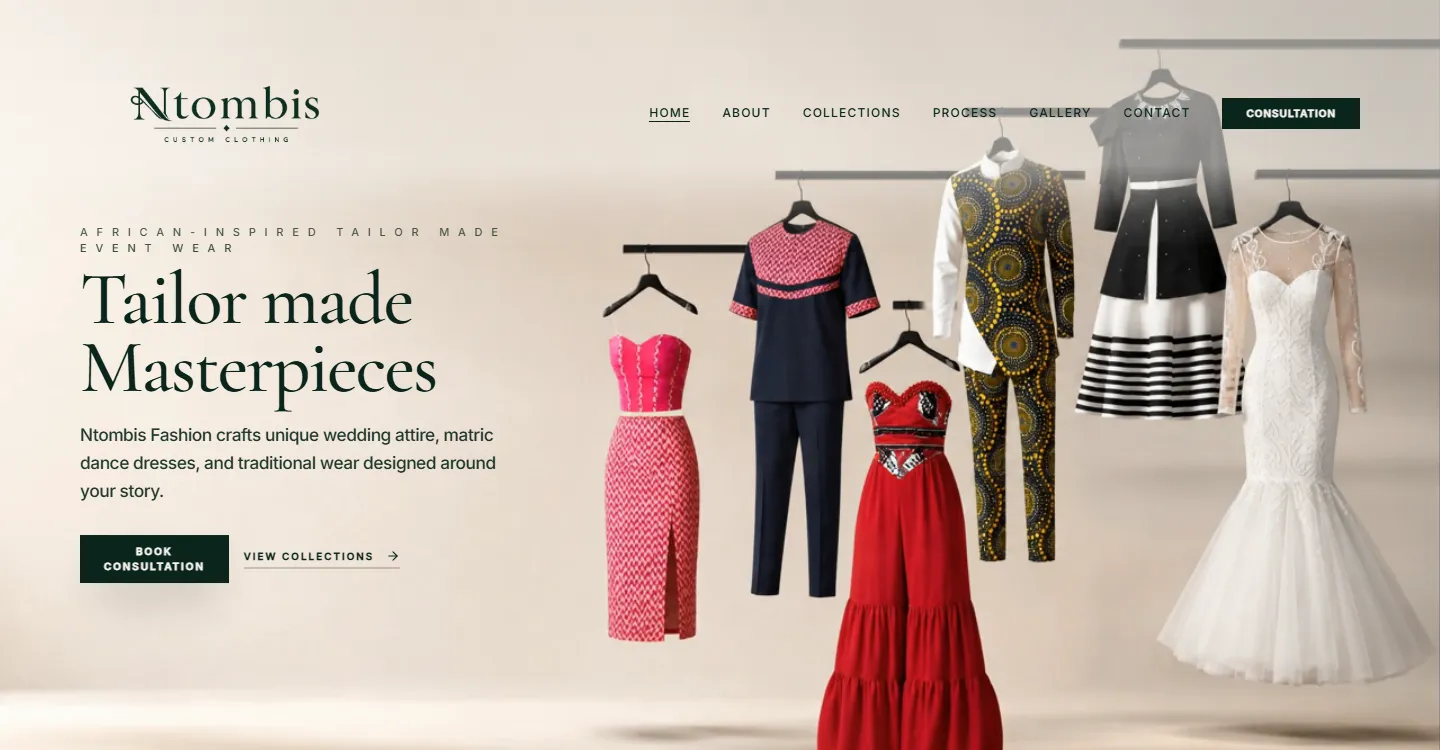 Ntombis
CUSTOM CLOTHING
HOME ABOUT COLLECTIONS PROCESS GALLERY CONTACT CONSULTATION
AFRICAN-INSPIRED TAILOR MADE
EVENT WEAR
Tailor made
Masterpieces
Ntombis Fashion crafts unique wedding attire, matric
dance dresses, and traditional wear designed around
your story.
BOOK
CONSULTATION
VIEW COLLECTIONS →